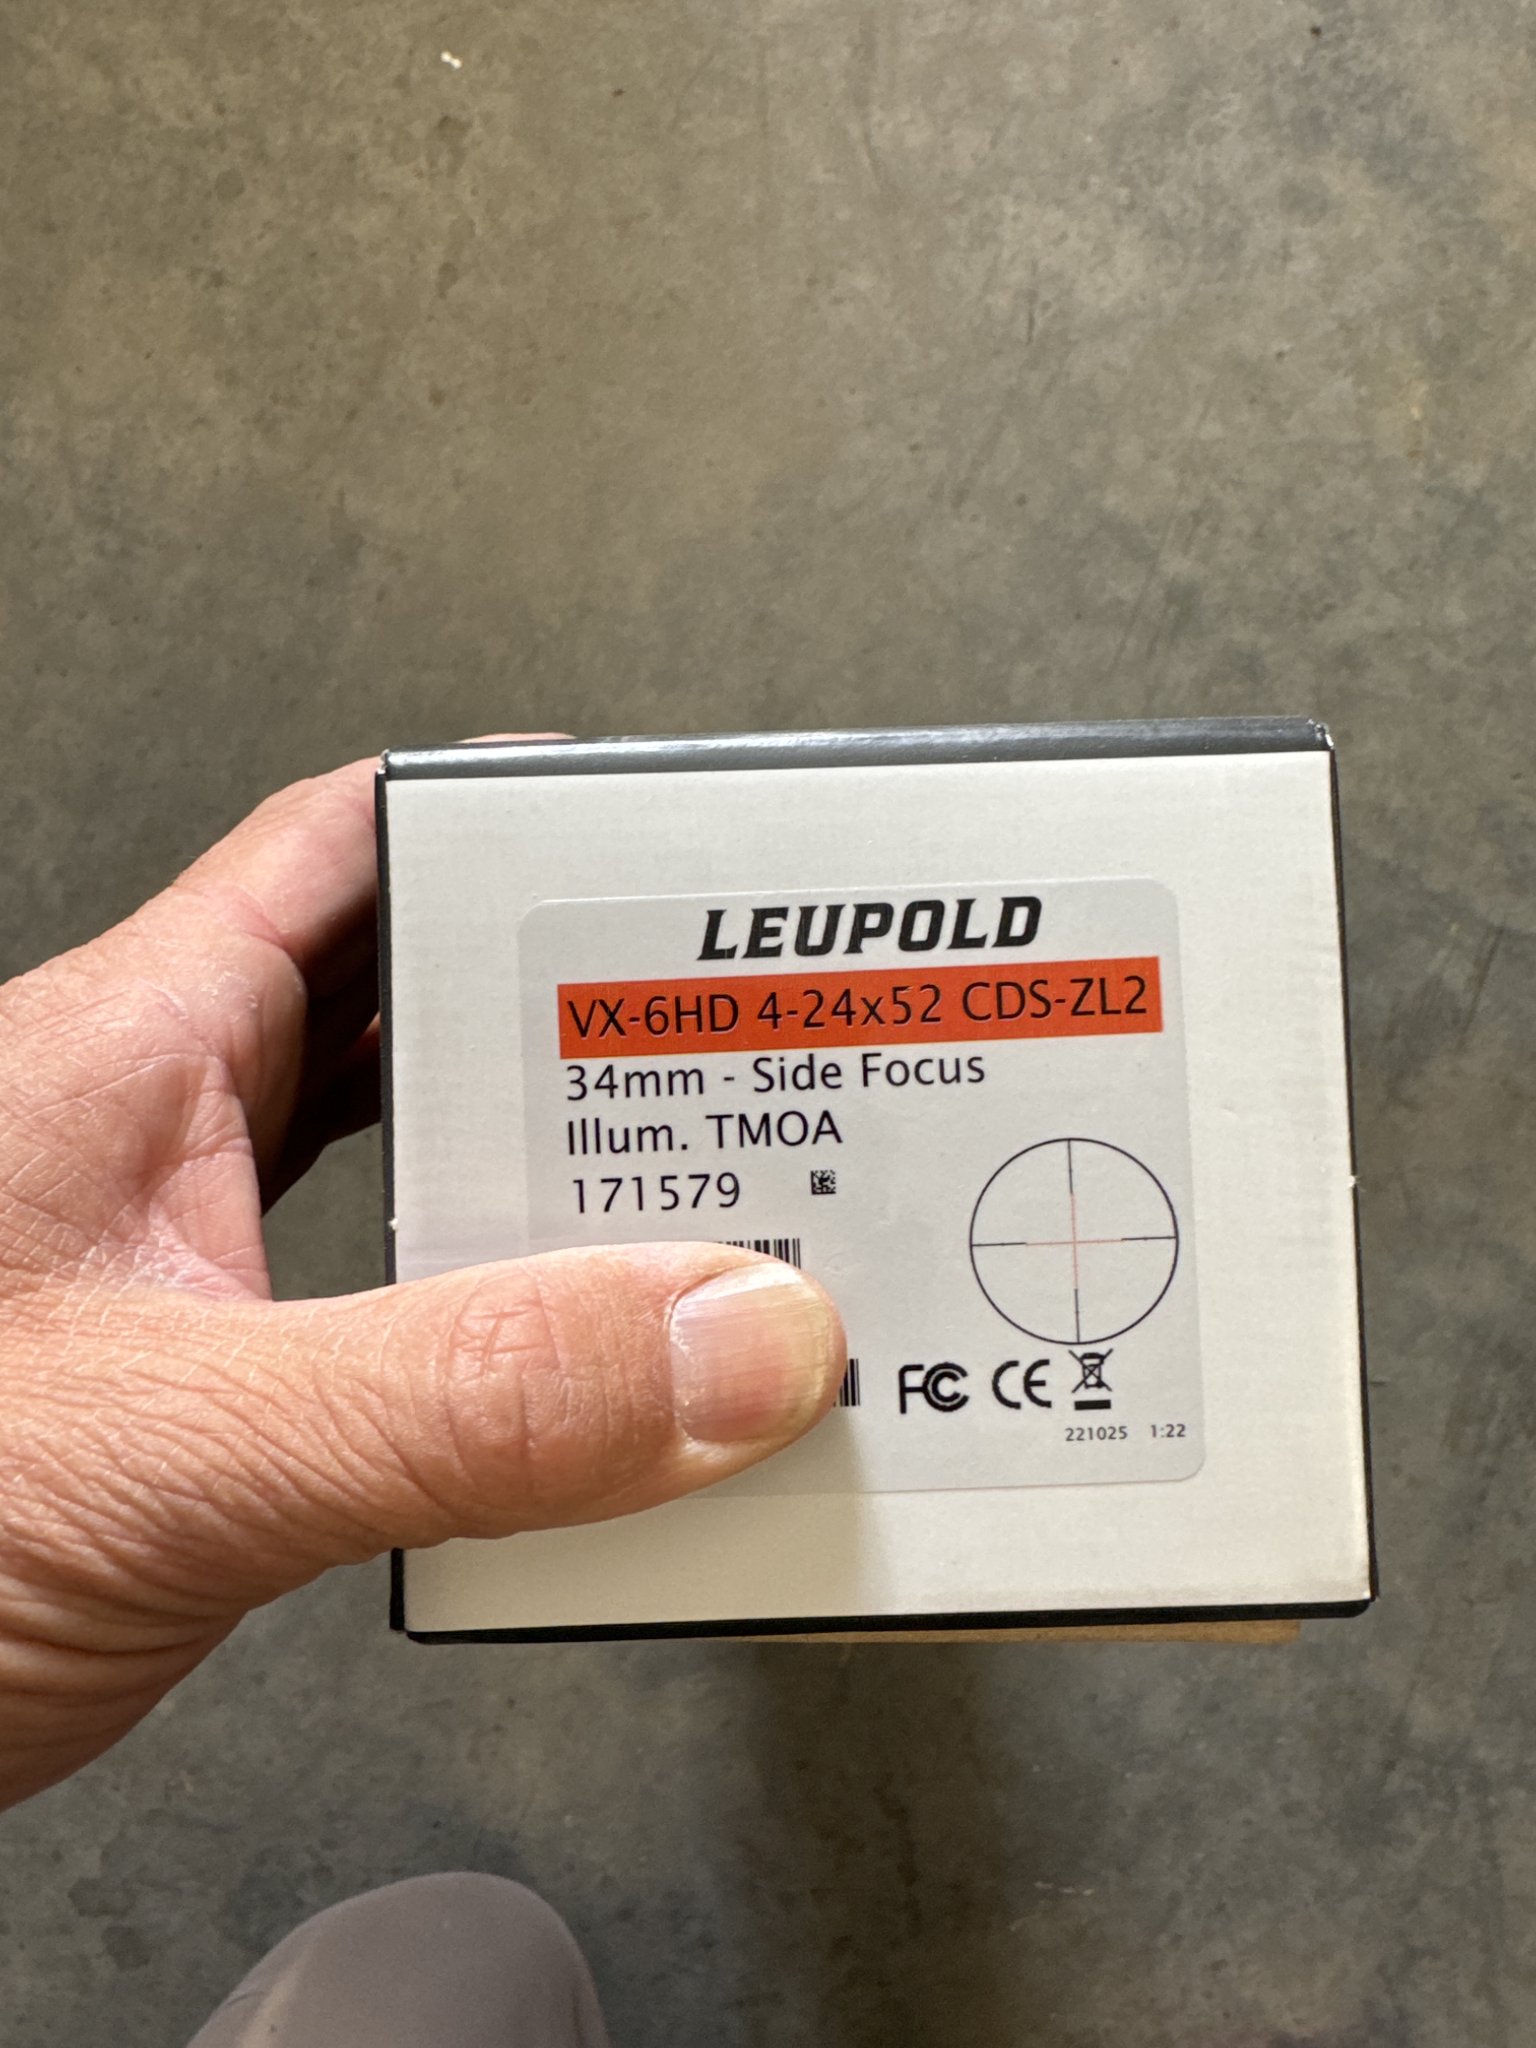 LEUPOLD
VX-6HD 4-24x52 CDS-ZL2
34mm - Side Focus
Illum. TMOA
171579
FC CE
221025 1:22